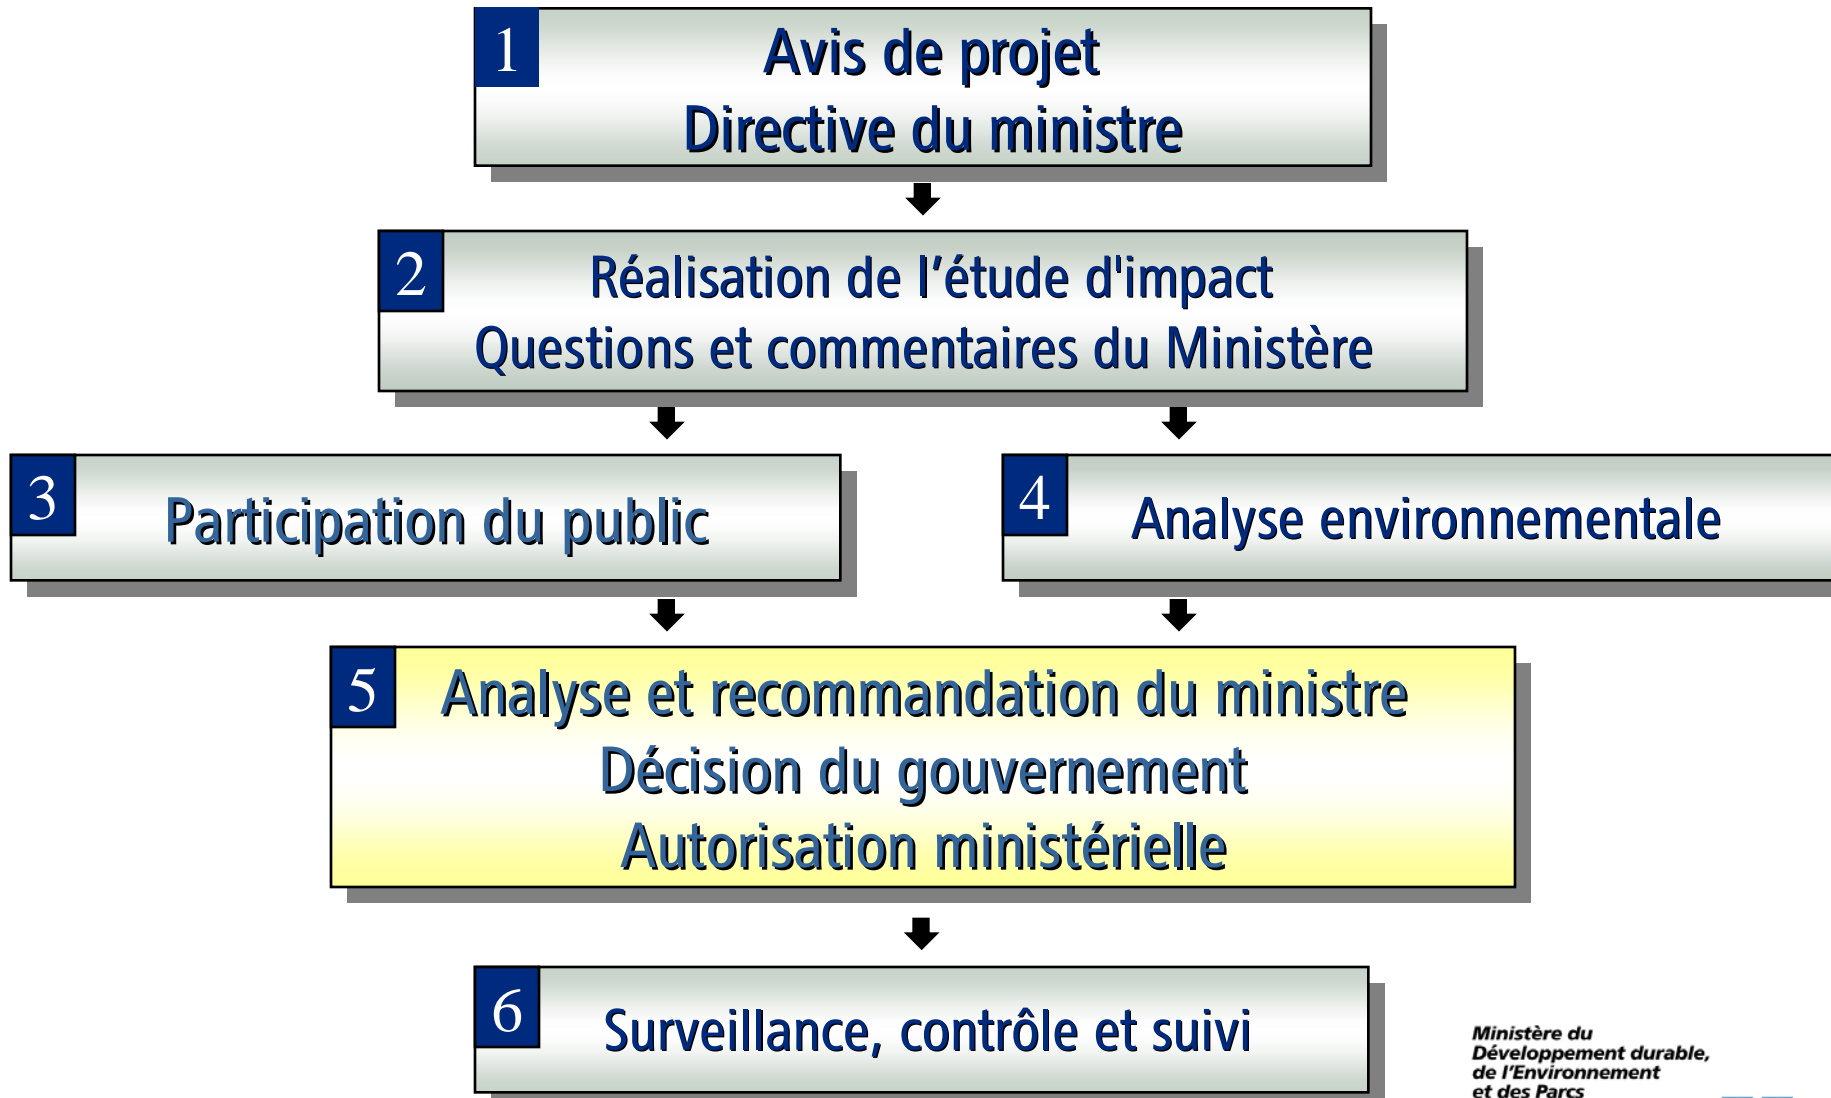 1
Avis de projet
Directive du ministre
2
Réalisation de l’étude d'impact
Questions et commentaires du Ministère
3
Participation du public
4
Analyse environnementale
5
Analyse et recommandation du ministre
Décision du gouvernement
Autorisation ministérielle
6
Surveillance, contrôle et suivi
Ministère du
Développement durable,
de l’Environnement
et des Parcs